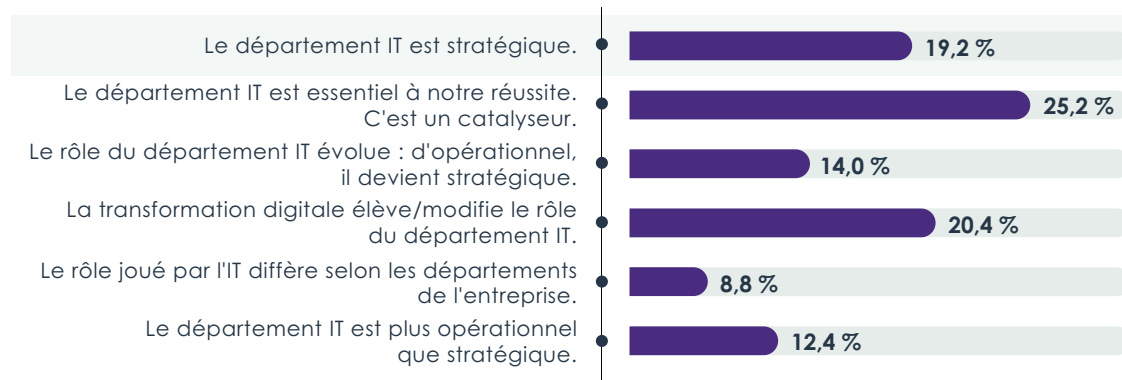 Le département IT est stratégique.
19,2 %
Le département IT est essentiel à notre réussite.
C'est un catalyseur.
25,2 %
Le rôle du département IT évolue : d'opérationnel,
il devient stratégique.
14,0 %
La transformation digitale élève/modifie le rôle
du département IT.
20,4 %
Le rôle joué par l'IT diffère selon les départements
de l'entreprise.
8,8 %
Le département IT est plus opérationnel
que stratégique.
12,4 %